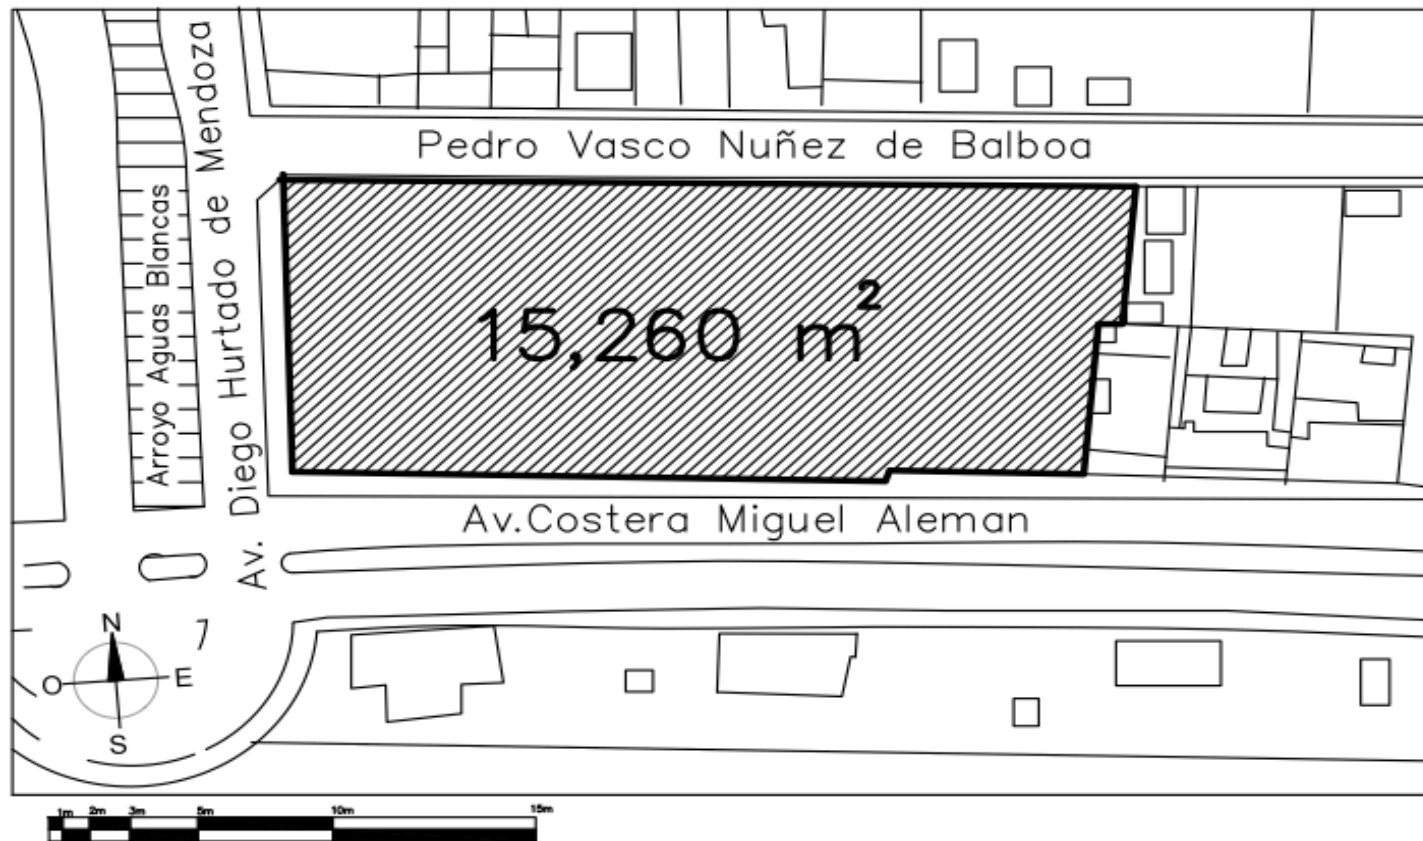 Pedro Vasco Nuñez de Balboa
Av. Diego Hurtado de Mendoza
Arroyo Aguas Blancas
15,260 m²
Av.Costera Miguel Aleman
N
O E
S
1m 2m 3m 5m 10m 15m